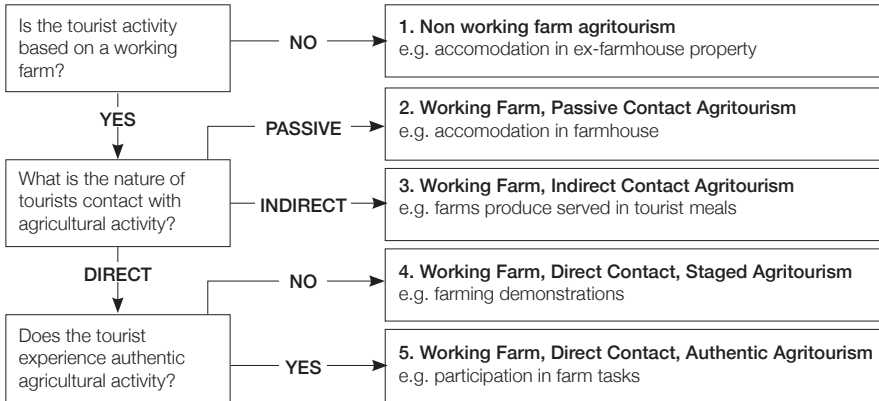 Is the tourist activity
based on a working
farm?
NO
1. Non working farm agritourism
e.g. accomodation in ex-farmhouse property
YES
PASSIVE
2. Working Farm, Passive Contact Agritourism
e.g. accomodation in farmhouse
What is the nature of
tourists contact with
agricultural activity?
INDIRECT
3. Working Farm, Indirect Contact Agritourism
e.g. farms produce served in tourist meals
DIRECT
NO
4. Working Farm, Direct Contact, Staged Agritourism
e.g. farming demonstrations
Does the tourist
experience authentic
agricultural activity?
YES
5. Working Farm, Direct Contact, Authentic Agritourism
e.g. participation in farm tasks